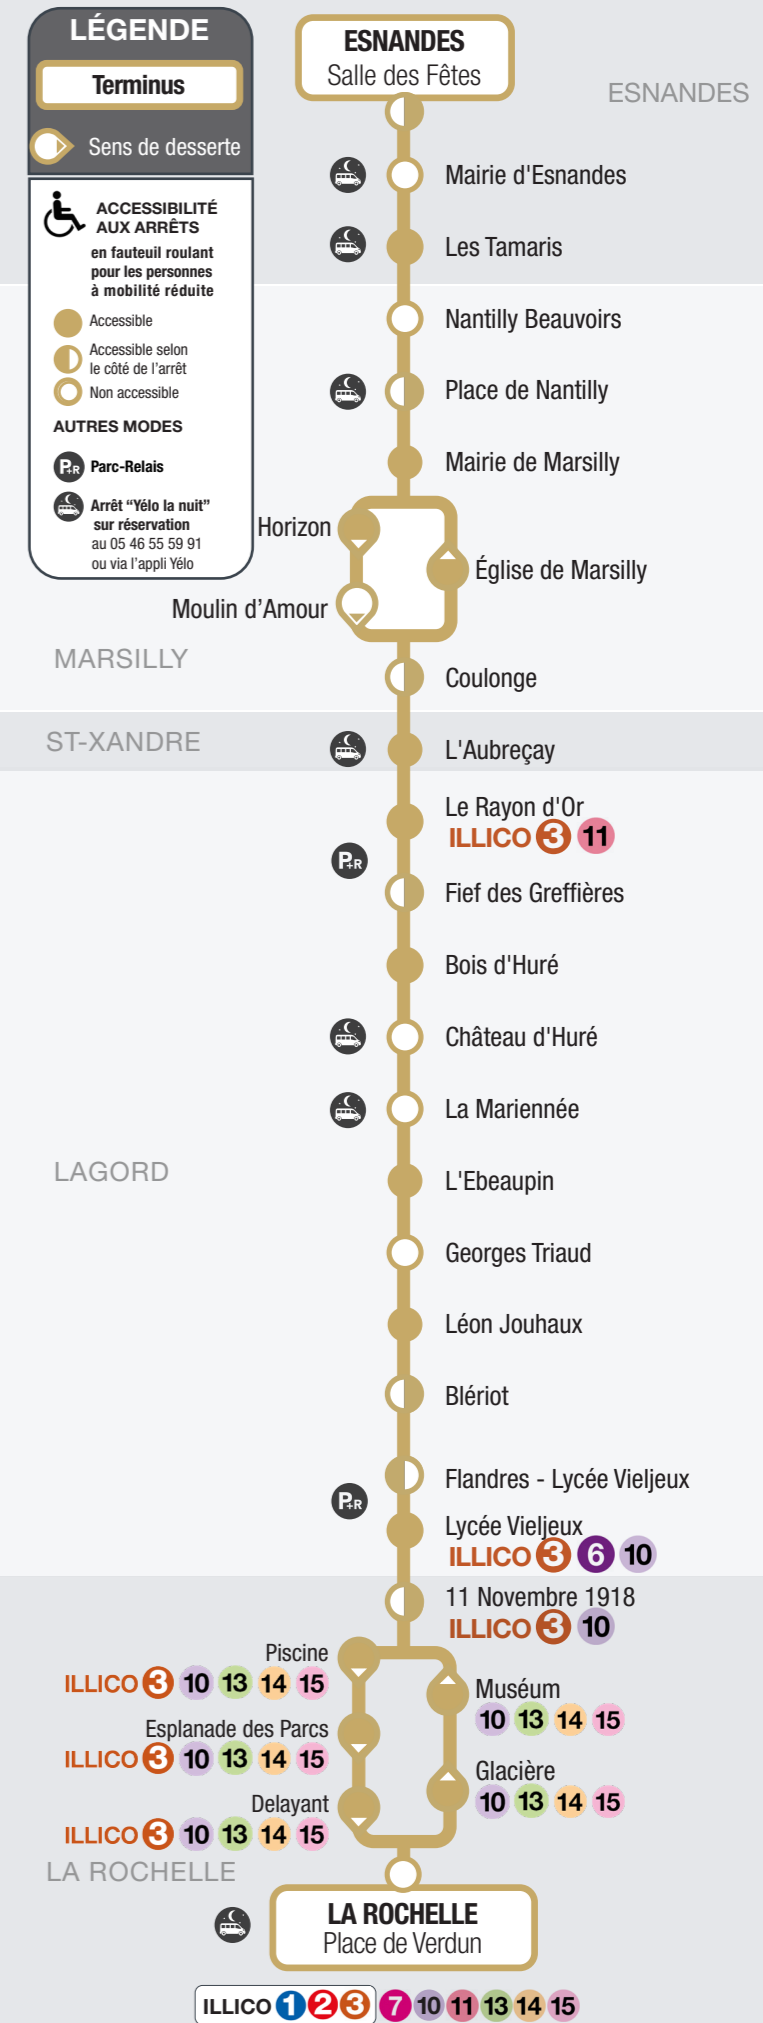 LÉGENDE
Terminus
Sens de desserte
ACCESSIBILITÉ
AUX ARRÊTS
en fauteuil roulant
pour les personnes
à mobilité réduite
Accessible
Accessible selon
le côté de l'arrêt
Non accessible
AUTRES MODES
P+R Parc-Relais
Arrêt "Yélo la nuit"
sur réservation
au 05 46 55 59 91
ou via l'appli Yélo
ESNANDES
Salle des Fêtes
ESNANDES
Mairie d'Esnandes
Les Tamaris
Nantilly Beauvoirs
Place de Nantilly
Mairie de Marsilly
Horizon
Église de Marsilly
Moulin d'Amour
MARSILLY
Coulonge
ST-XANDRE
L'Aubreçay
Le Rayon d'Or
ILLICO 3 11
P+R
Fief des Greffières
Bois d'Huré
Château d'Huré
La Mariennée
LAGORD
L'Ebeaupin
Georges Triaud
Léon Jouhaux
Blériot
Flandres - Lycée Vieljeux
P+R
Lycée Vieljeux
ILLICO 3 6 10
11 Novembre 1918
ILLICO 3 10
Piscine
ILLICO 3 10 13 14 15
Muséum
10 13 14 15
Esplanade des Parcs
ILLICO 3 10 13 14 15
Glacière
10 13 14 15
Delayant
ILLICO 3 10 13 14 15
LA ROCHELLE
LA ROCHELLE
Place de Verdun
ILLICO 1 2 3 7 10 11 13 14 15